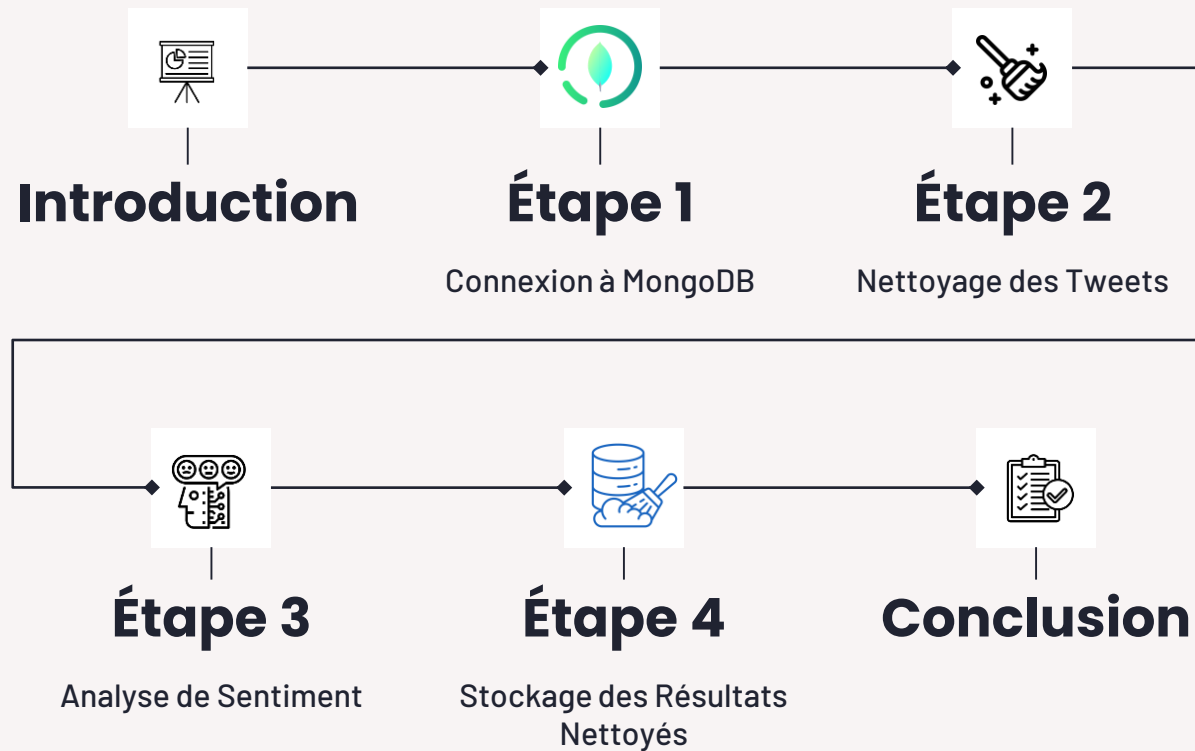 Introduction
Étape 1
Connexion à MongoDB
Étape 2
Nettoyage des Tweets
Étape 3
Analyse de Sentiment
Étape 4
Stockage des Résultats
Nettoyés
Conclusion